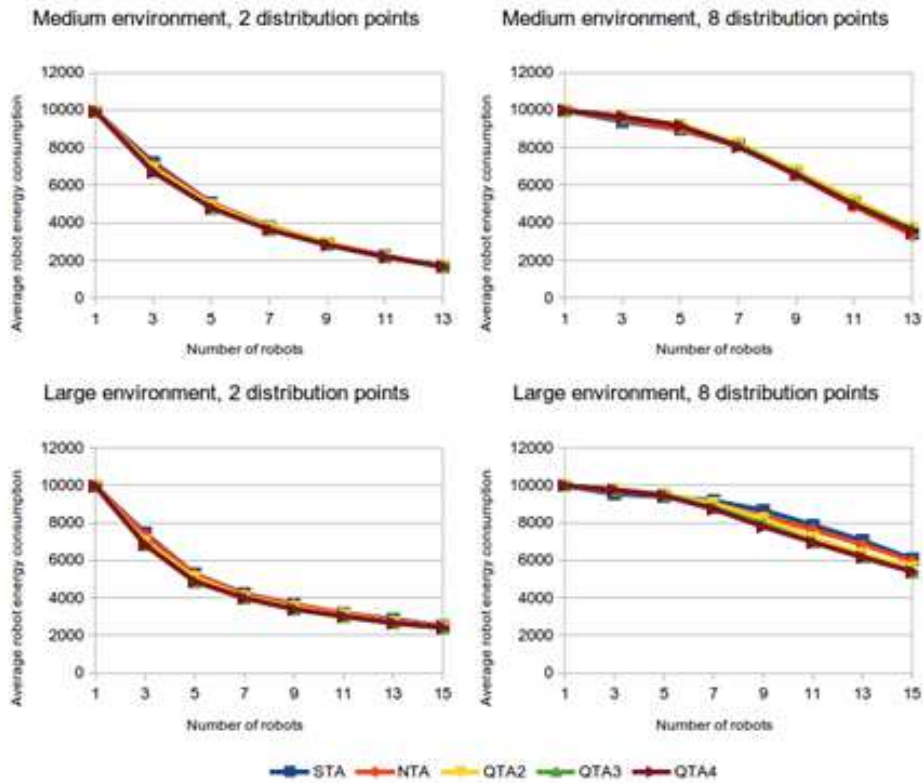 Medium environment, 2 distribution points
Average robot energy consumption
12000
10000
8000
6000
4000
2000
0
1 3 5 7 9 11 13
Number of robots
Medium environment, 8 distribution points
Average robot energy consumption
12000
10000
8000
6000
4000
2000
0
1 3 5 7 9 11 13
Number of robots
Large environment, 2 distribution points
Average robot energy consumption
12000
10000
8000
6000
4000
2000
0
1 3 5 7 9 11 13 15
Number of robots
Large environment, 8 distribution points
Average robot energy consumption
12000
10000
8000
6000
4000
2000
0
1 3 5 7 9 11 13 15
Number of robots
STA NTA QTA2 QTA3 QTA4